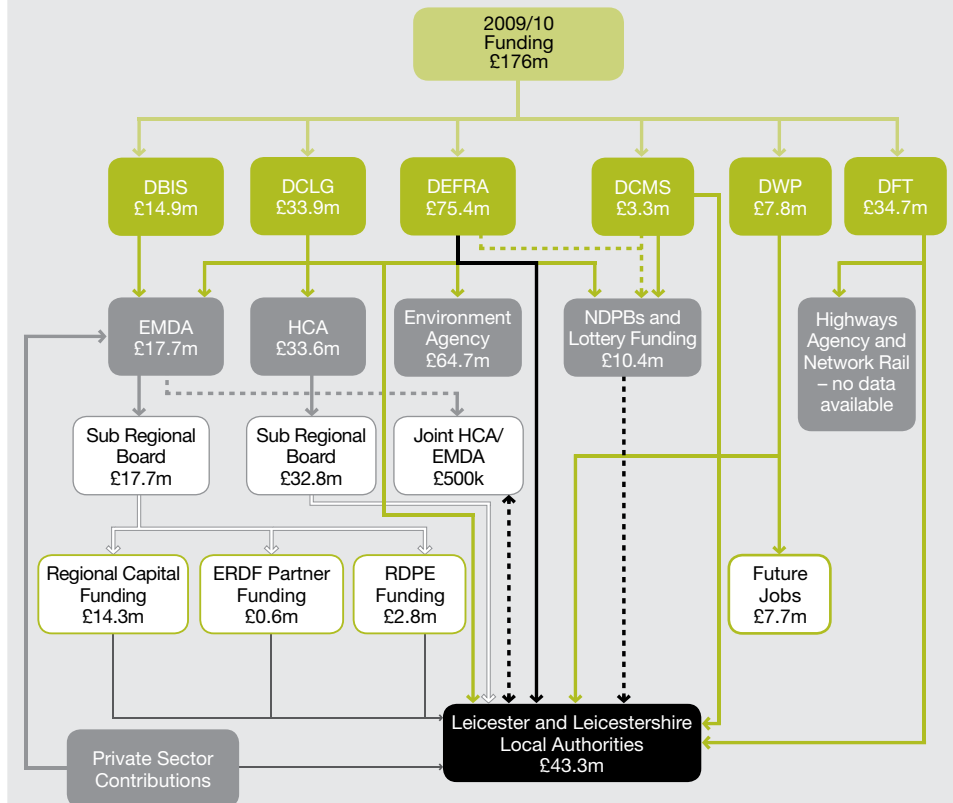 2009/10
Funding
£176m
DBIS
£14.9m
DCLG
£33.9m
DEFRA
£75.4m
DCMS
£3.3m
DWP
£7.8m
DFT
£34.7m
EMDA
£17.7m
HCA
£33.6m
Environment
Agency
£64.7m
NDPBs and
Lottery Funding
£10.4m
Highways
Agency and
Network Rail
– no data
available
Sub Regional
Board
£17.7m
Sub Regional
Board
£32.8m
Joint HCA/
EMDA
£500k
Regional Capital
Funding
£14.3m
ERDF Partner
Funding
£0.6m
RDPE
Funding
£2.8m
Future
Jobs
£7.7m
Leicester and Leicestershire
Local Authorities
£43.3m
Private Sector
Contributions